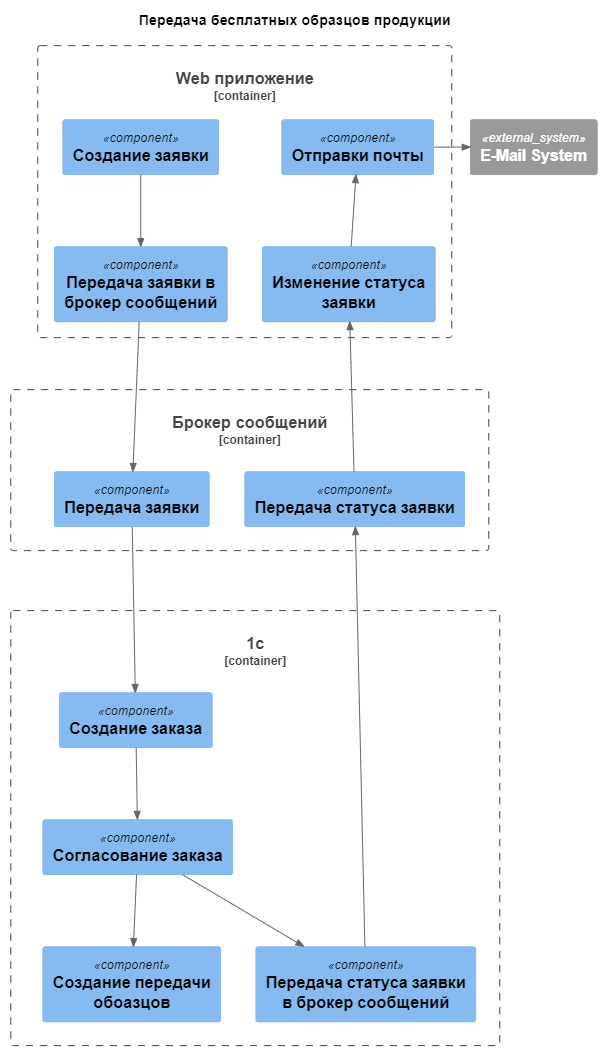 Передача бесплатных образцов продукции
Web приложение
[container]
«component»
Создание заявки
«component»
Отправки почты
«external_system»
E-Mail System
«component»
Передача заявки в
брокер сообщений
«component»
Изменение статуса
заявки
Брокер сообщений
[container]
«component»
Передача заявки
«component»
Передача статуса заявки
1с
[container]
«component»
Создание заказа
«component»
Согласование заказа
«component»
Создание передачи
обоазцов
«component»
Передача статуса заявки
в брокер сообщений